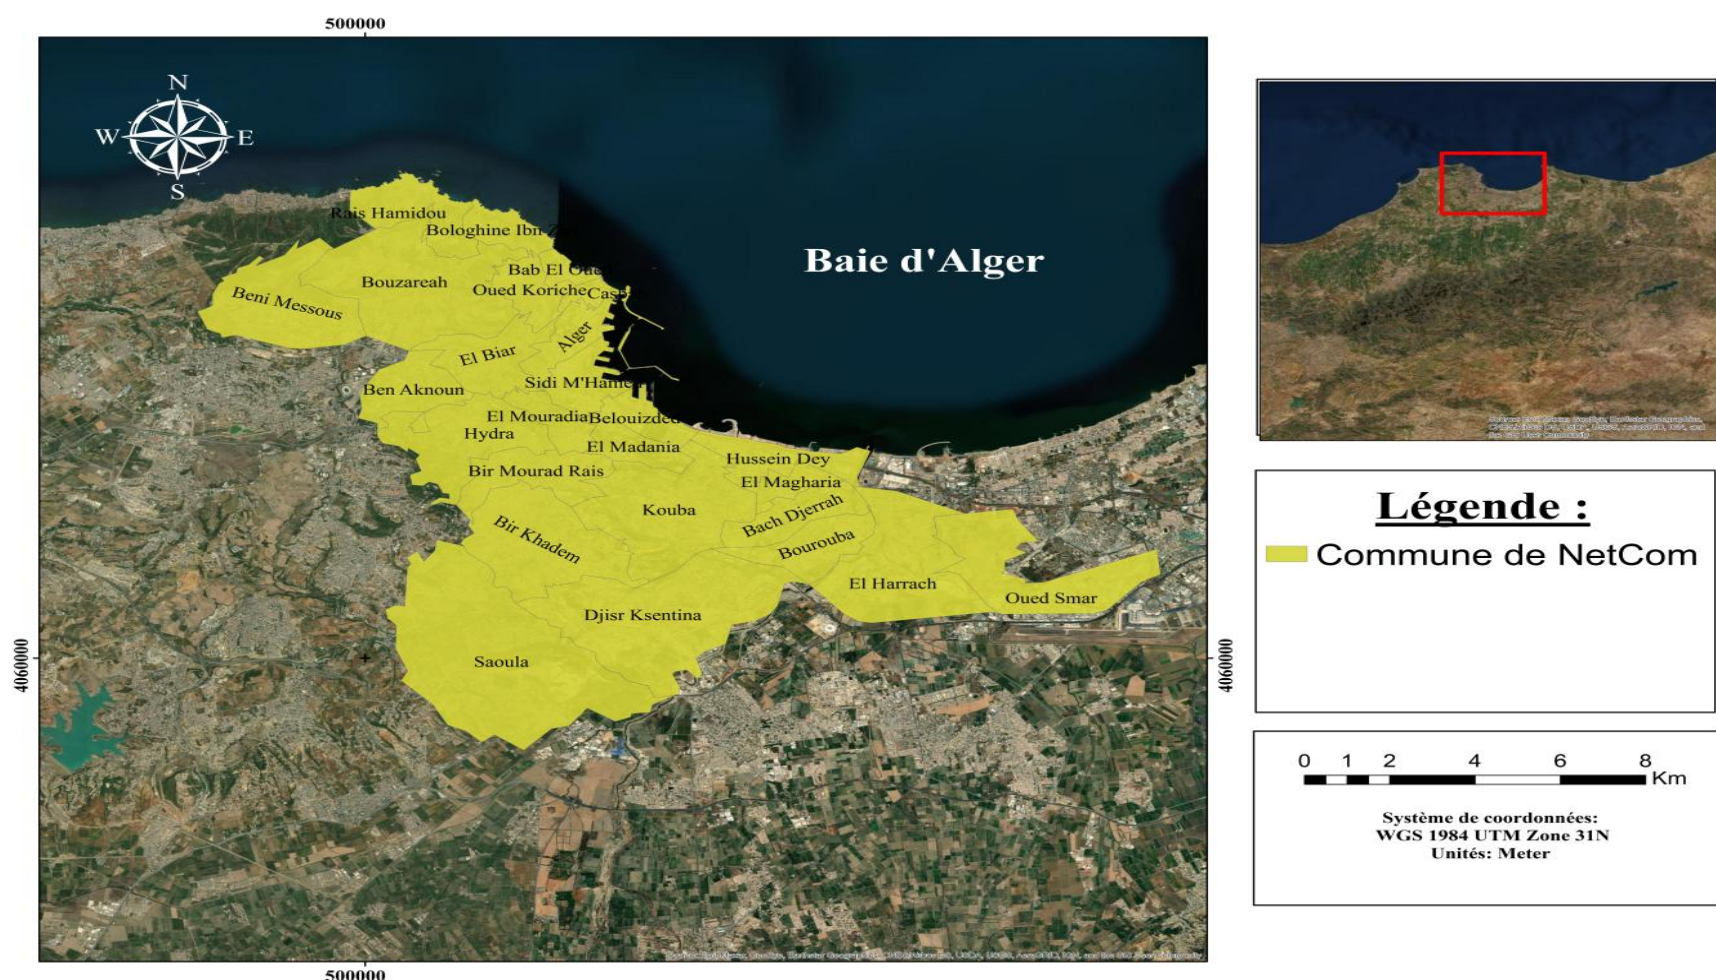 500000
N
W E
S
Rais Hamidou
Bologhine Ibn
Bab El Oued
Oued Koriche
Bouzareah
Beni Messous
Alger
El Biar
Ben Aknoun
Sidi M'Hame
El Mouradia
Belouizded
Hydra
El Madania
Bir Mourad Rais
Hussein Dey
El Magharia
Kouba
Bach Djerrah
Bir Khadem
Bourouba
El Harrach
Oued Smar
Djisr Ksentina
Saoula
Baie d'Alger
4060000
4060000
500000
Légende :
Commune de NetCom
0 1 2 4 6 8
Km
Système de coordonnées:
WGS 1984 UTM Zone 31N
Unités: Meter